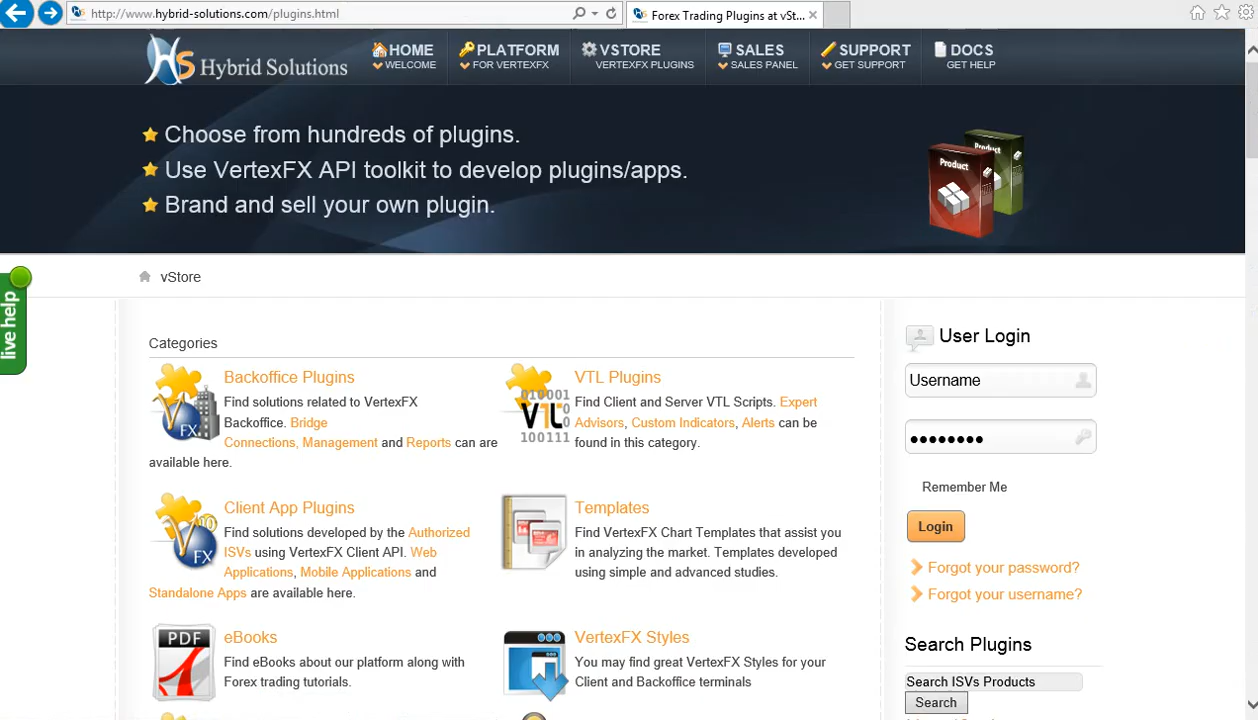 http://www.hybrid-solutions.com/plugins.html
Forex Trading Plugins at vSt...
Hybrid Solutions
HOME
WELCOME
PLATFORM
FOR VERTEXFX
VSTORE
VERTEXFX PLUGINS
SALES
SALES PANEL
SUPPORT
GET SUPPORT
DOCS
GET HELP
Choose from hundreds of plugins.
Use VertexFX API toolkit to develop plugins/apps.
Brand and sell your own plugin.
Product
Product
live help
vStore
Categories
Backoffice Plugins
Find solutions related to VertexFX
Backoffice. Bridge
Connections, Management and Reports can are
available here.
FX
VTL Plugins
Find Client and Server VTL Scripts. Expert
Advisors, Custom Indicators, Alerts can be
found in this category.
010001
VTL
100111
Client App Plugins
Find solutions developed by the Authorized
ISVs using VertexFX Client API. Web
Applications, Mobile Applications and
Standalone Apps are available here.
FX
Templates
Find VertexFX Chart Templates that assist you
in analyzing the market. Templates developed
using simple and advanced studies.
PDF
eBooks
Find eBooks about our platform along with
Forex trading tutorials.
VertexFX Styles
You may find great VertexFX Styles for your
Client and Backoffice terminals
User Login
Username
Remember Me
Login
Forgot your password?
Forgot your username?
Search Plugins
Search ISVs Products
Search